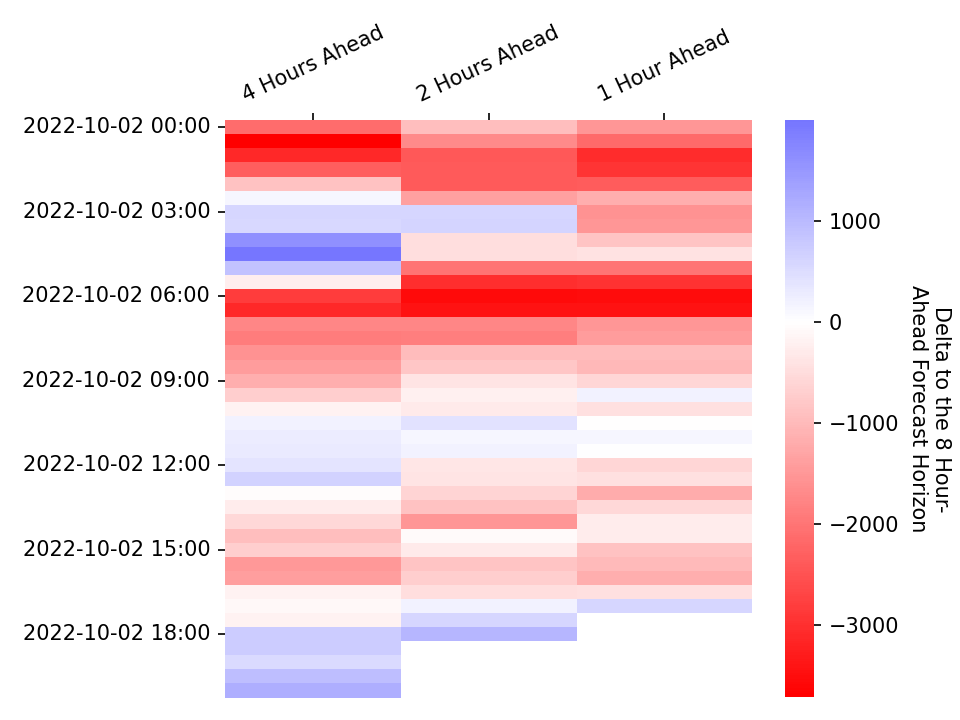 4 Hours Ahead
2 Hours Ahead
1 Hour Ahead
2022-10-02 00:00
2022-10-02 03:00
2022-10-02 06:00
2022-10-02 09:00
2022-10-02 12:00
2022-10-02 15:00
2022-10-02 18:00
1000
0
−1000
−2000
−3000
Delta to the 8 Hour-
Ahead Forecast Horizon